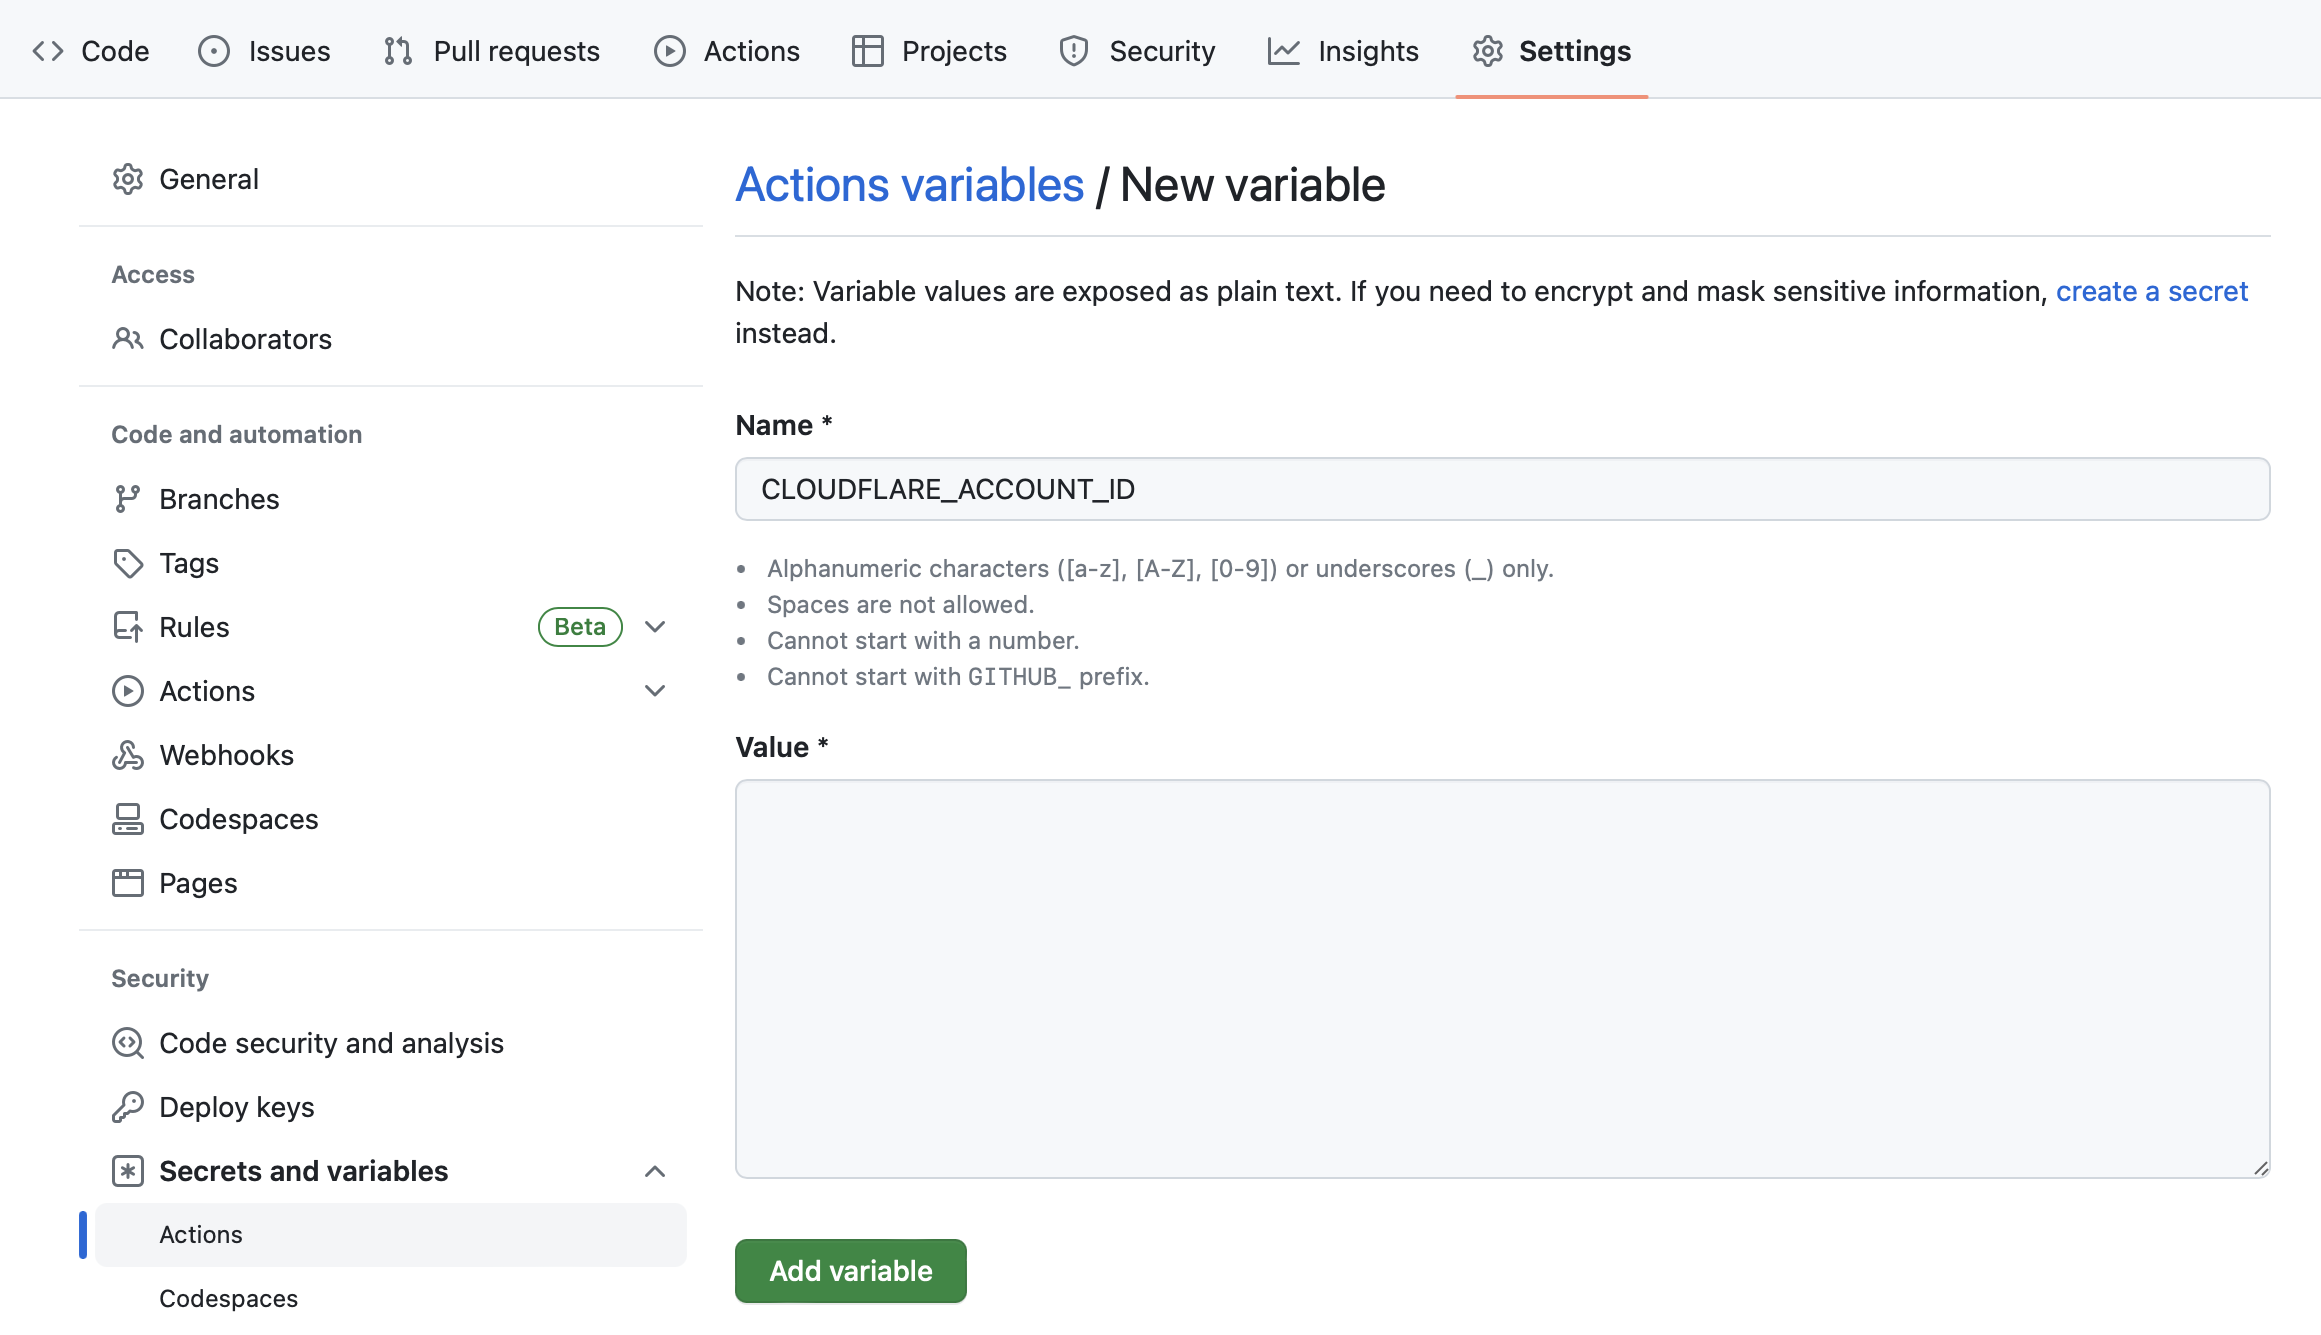 Code Issues Pull requests Actions Projects Security Insights Settings
General
Access
Collaborators
Code and automation
Branches
Tags
Rules Beta
Actions
Webhooks
Codespaces
Pages
Security
Code security and analysis
Deploy keys
Secrets and variables
Actions
Codespaces
Actions variables / New variable
Note: Variable values are exposed as plain text. If you need to encrypt and mask sensitive information, create a secret
instead.
Name *
CLOUDFLARE_ACCOUNT_ID
• Alphanumeric characters ([a-z], [A-Z], [0-9]) or underscores (_) only.
• Spaces are not allowed.
• Cannot start with a number.
• Cannot start with GITHUB_ prefix.
Value *
Add variable